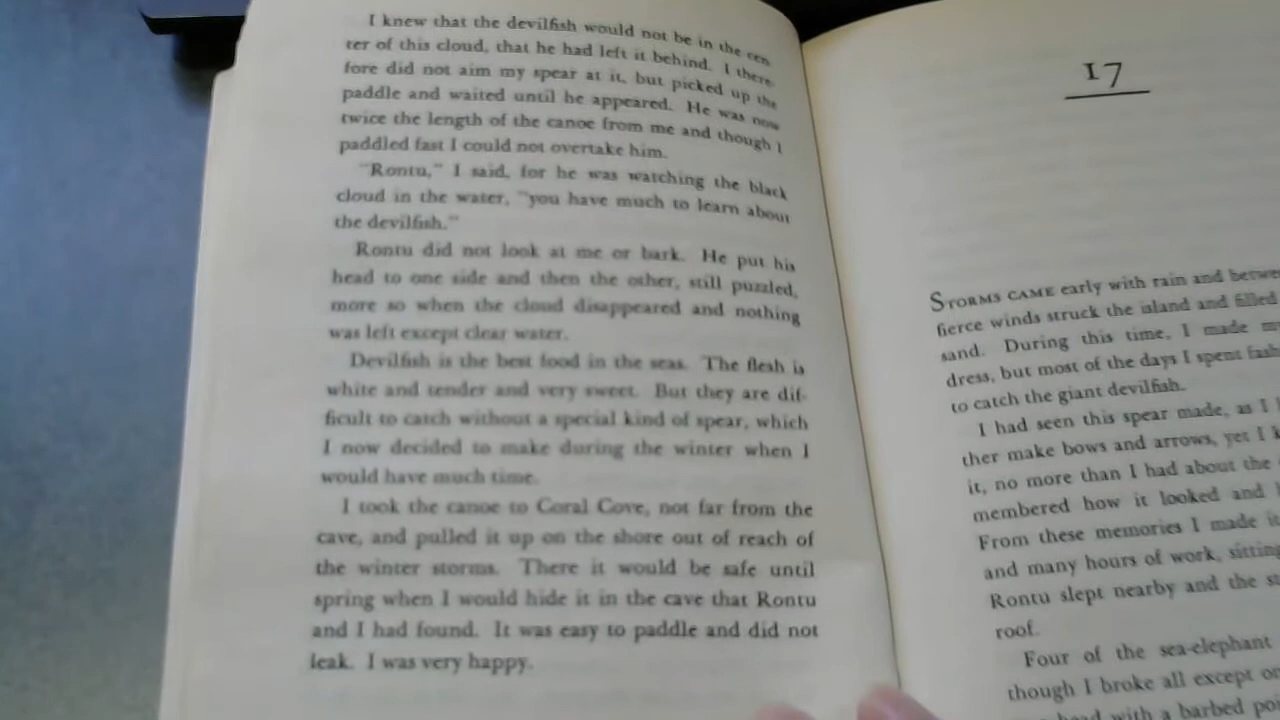 I knew that the devilfish would not be in the cen
ter of this cloud, that he had left it behind. I there-
fore did not aim my spear at it, but picked up the
paddle and waited until he appeared. He was now
twice the length of the canoe from me and though I
paddled fast I could not overtake him.
"Rontu," I said, for he was watching the black
cloud in the water, "you have much to learn about
the devilfish."
Rontu did not look at me or bark. He put his
head to one side and then the other, still puzzled,
more so when the cloud disappeared and nothing
was left except clear water.
Devilfish is the best food in the seas. The flesh is
white and tender and very sweet. But they are dif-
ficult to catch without a special kind of spear, which
I now decided to make during the winter when I
would have much time.
I took the canoe to Coral Cove, not far from the
cave, and pulled it up on the shore out of reach of
the winter storms. There it would be safe until
spring when I would hide it in the cave that Rontu
and I had found. It was easy to paddle and did not
leak. I was very happy.
17
STORMS CAME early with rain and betwe
fierce winds struck the island and filled
sand. During this time, I made m
dress, but most of the days I spent fash
to catch the giant devilfish.
I had seen this spear made, as I
ther make bows and arrows, yet I k
it, no more than I had about the
membered how it looked and
From these memories I made it
and many hours of work, sitting
Rontu slept nearby and the st
roof.
Four of the sea-elephant
though I broke all except on
head with a barbed poi